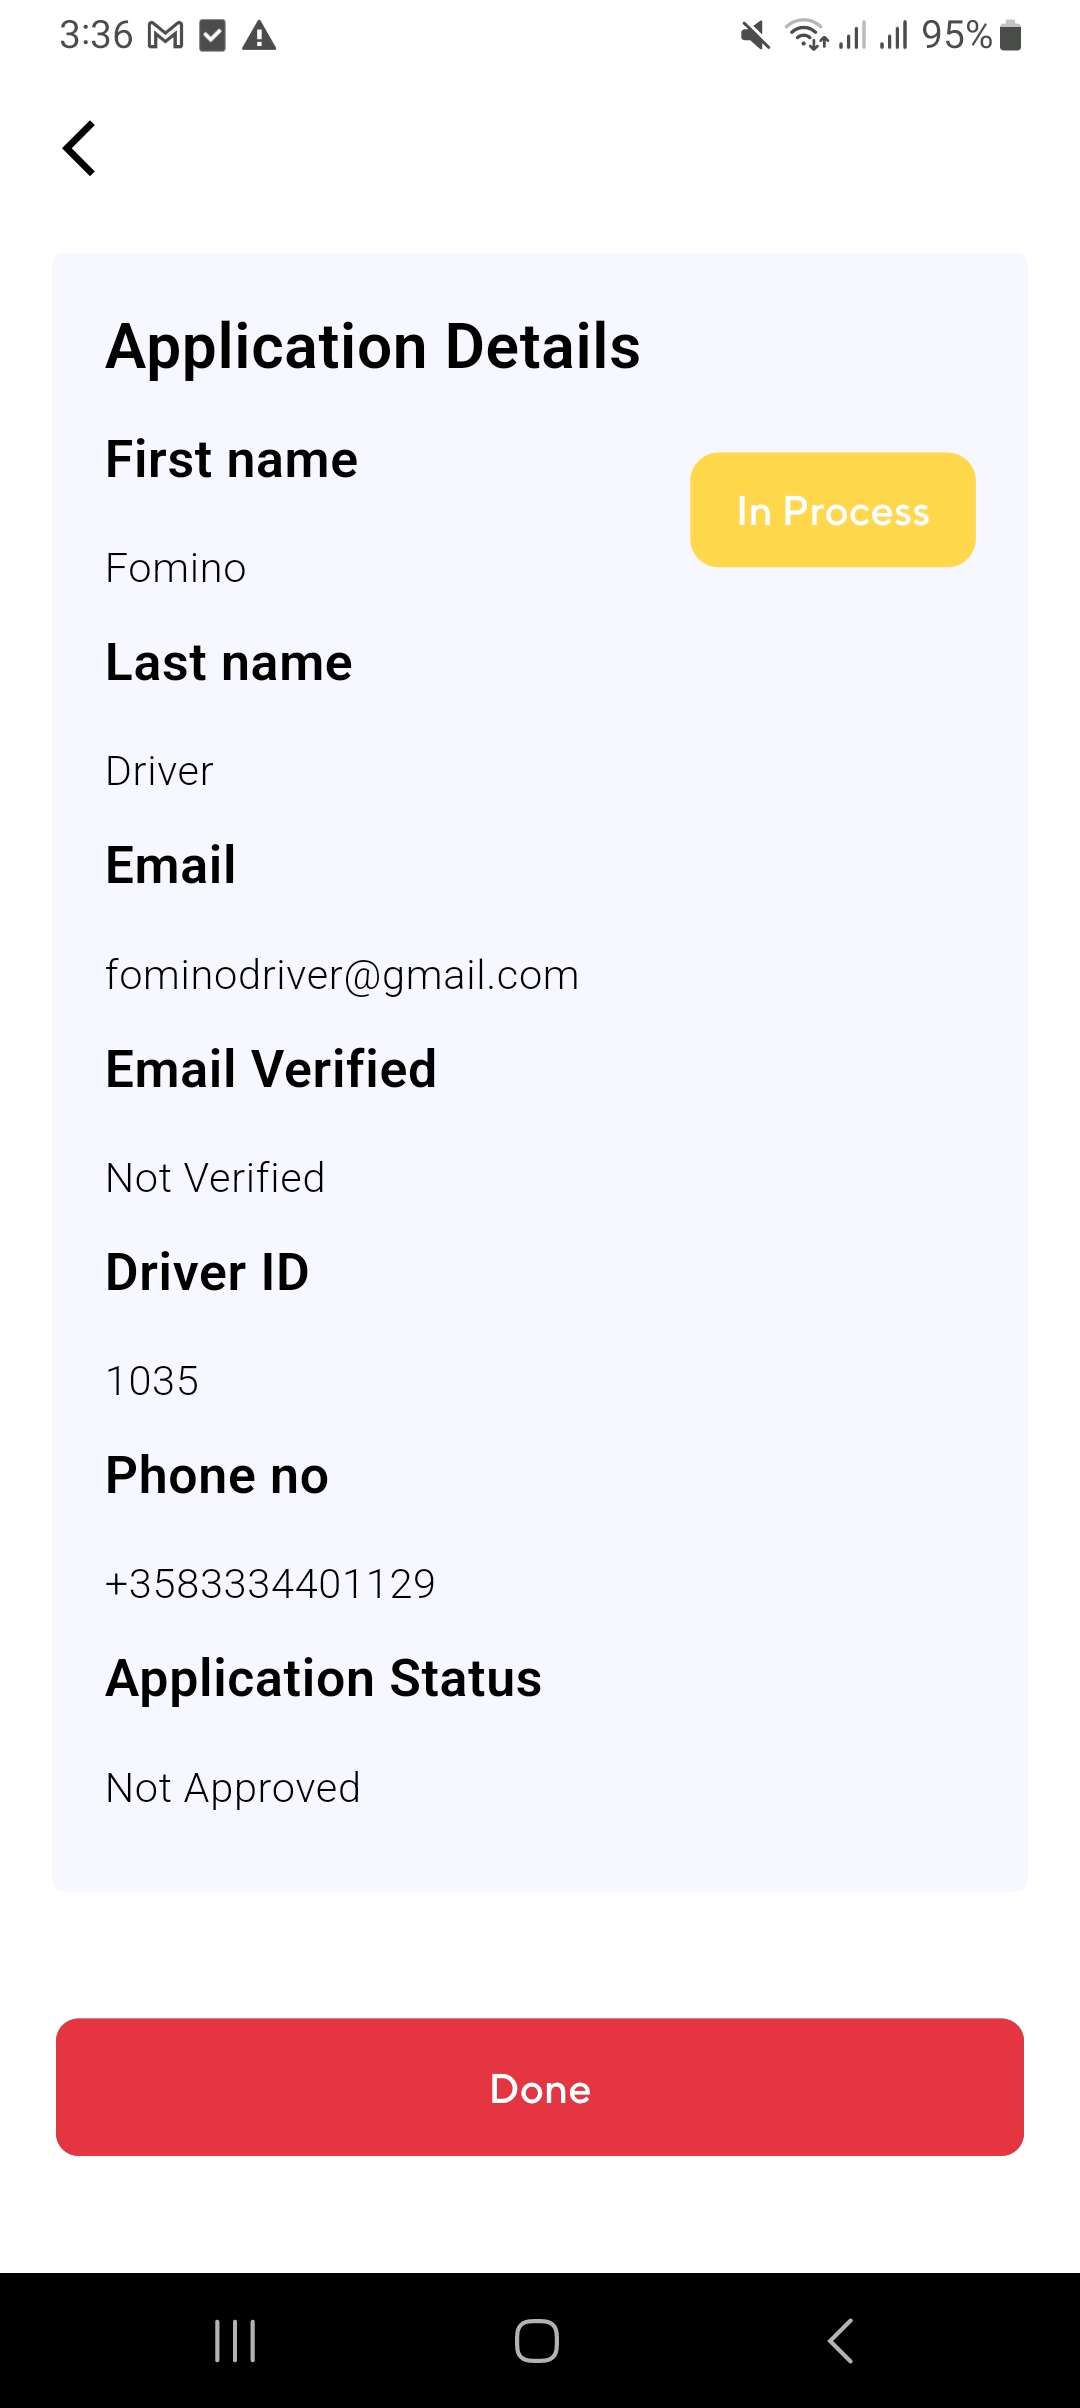 3:36
95%
Application Details
First name
In Process
Fomino
Last name
Driver
Email
fominodriver@gmail.com
Email Verified
Not Verified
Driver ID
1035
Phone no
+3583334401129
Application Status
Not Approved
Done